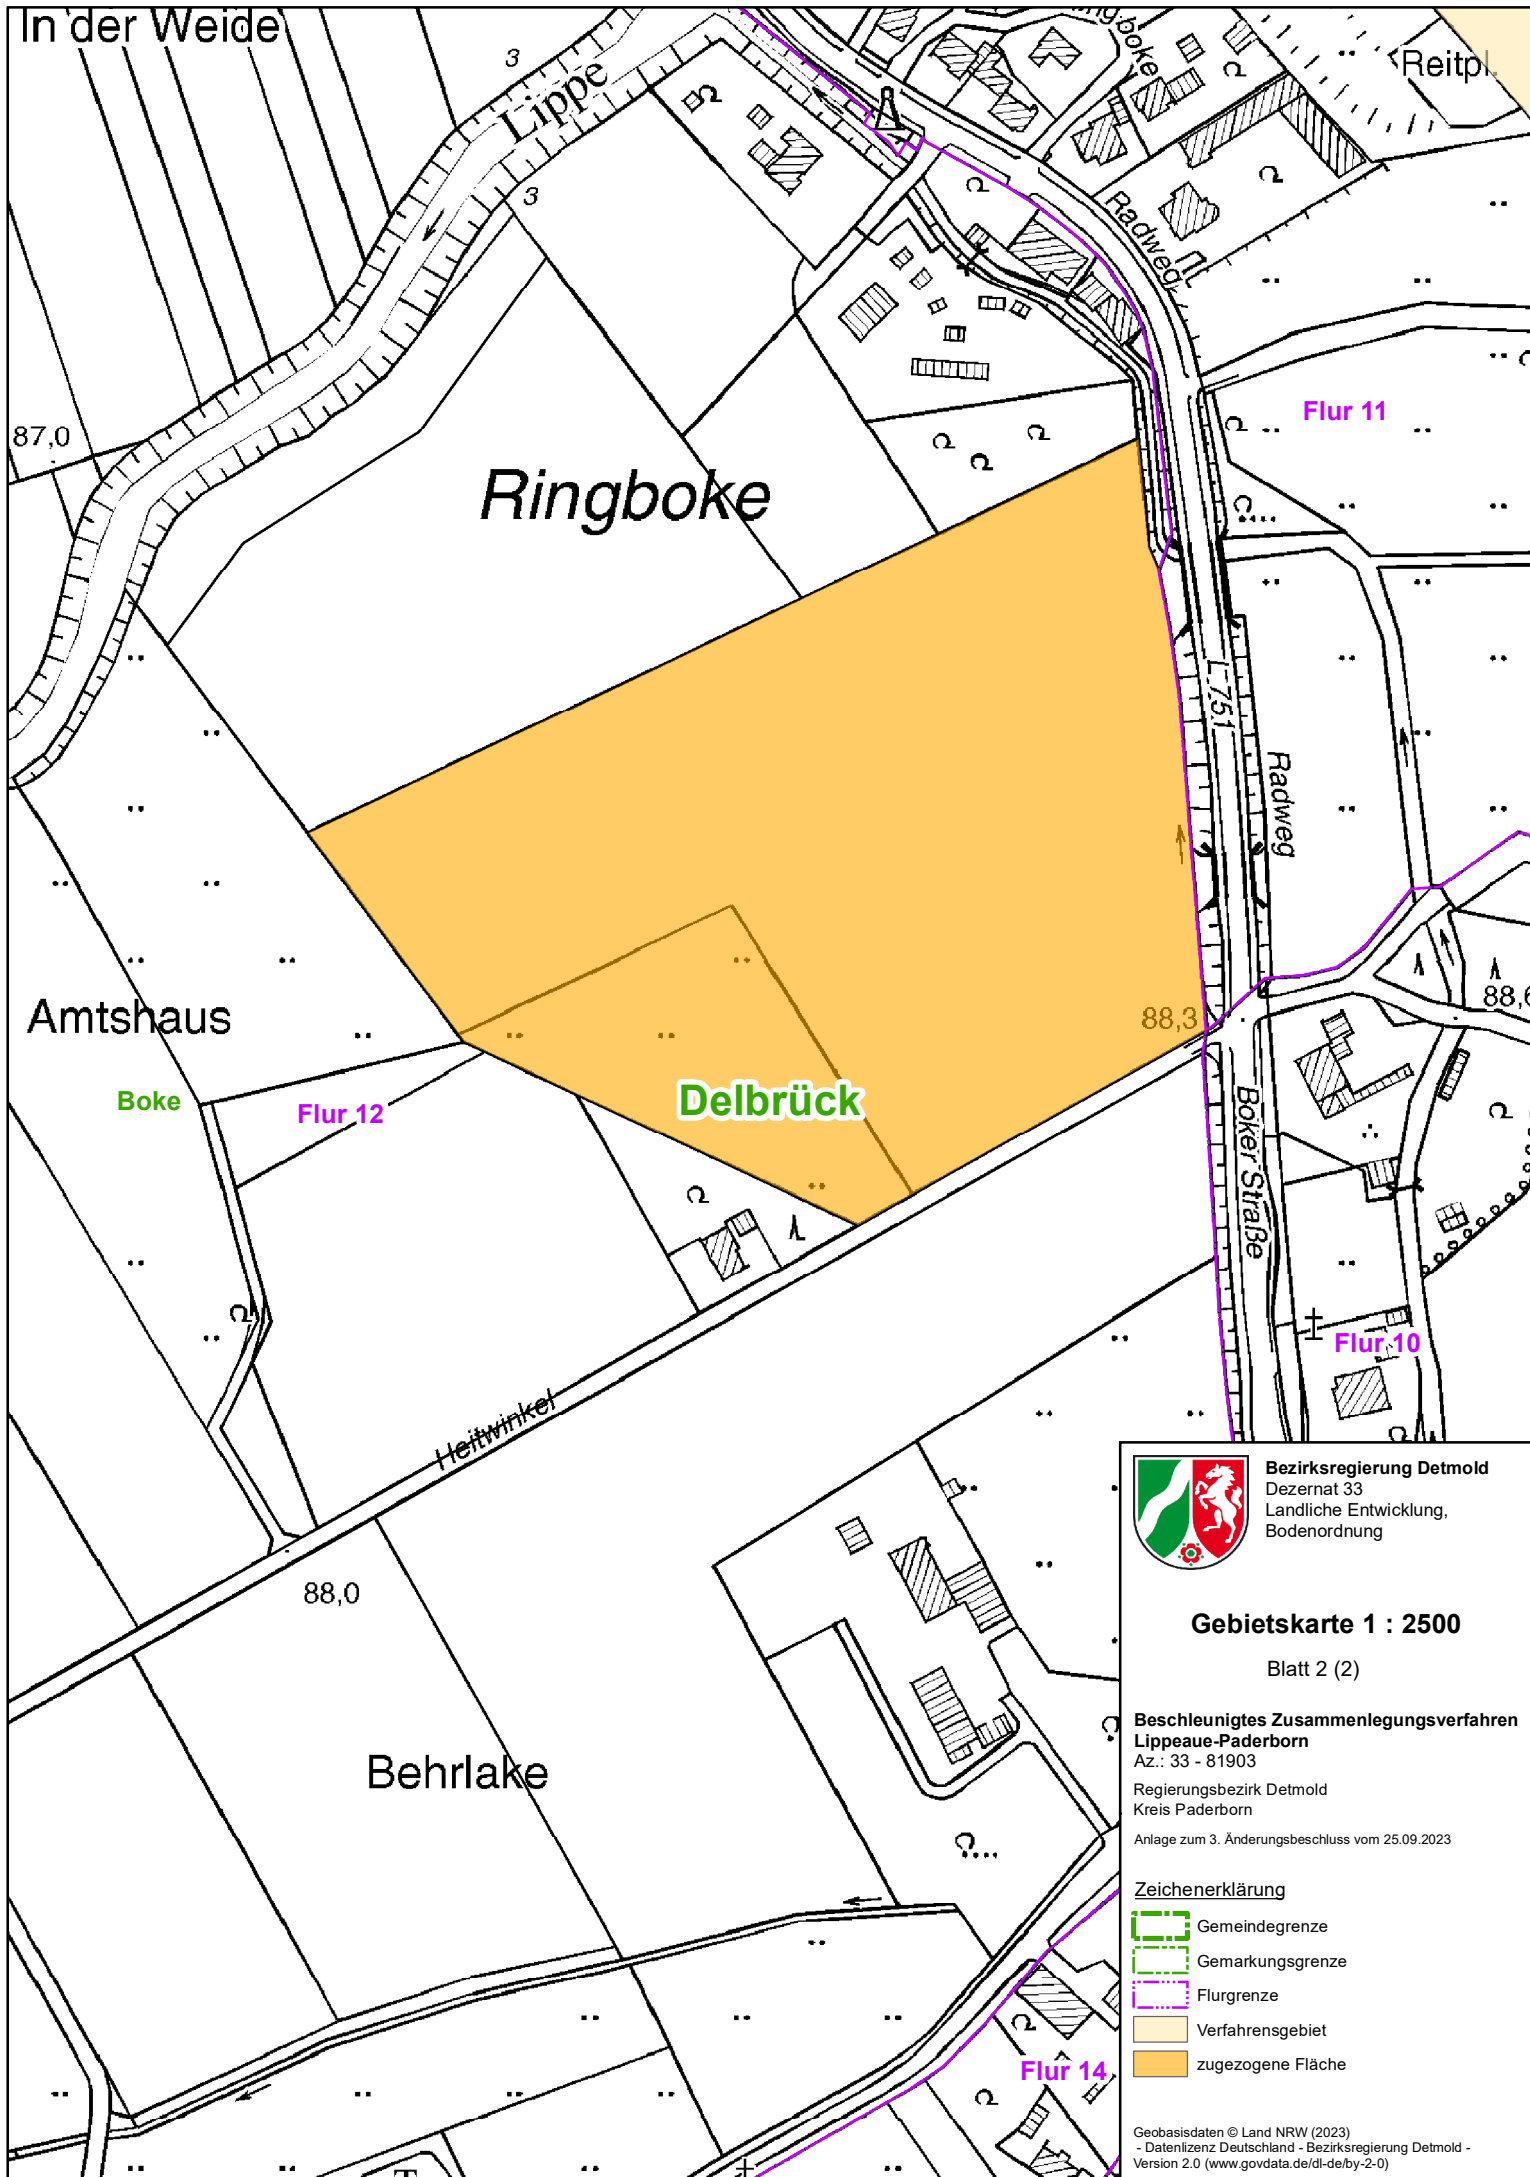 In der Weide
3
Lippe
3
Reitpl.
Radweg
87,0
Flur 11
Ringboke
L 751
Radweg
Amtshaus
88,3
Boke
Flur 12
Delbrück
Boker Straße
Flur 10
Heitwinkel
88,0
Behrlake
Flur 14
Bezirksregierung Detmold
Dezernat 33
Landliche Entwicklung,
Bodenordnung
Gebietskarte 1 : 2500
Blatt 2 (2)
Beschleunigtes Zusammenlegungsverfahren
Lippeaue-Paderborn
Az.: 33 - 81903
Regierungsbezirk Detmold
Kreis Paderborn
Anlage zum 3. Änderungsbeschluss vom 25.09.2023
Zeichenerklärung
Gemeindegrenze
Gemarkungsgrenze
Flurgrenze
Verfahrensgebiet
zugezogene Fläche
Geobasisdaten © Land NRW (2023)
- Datenlizenz Deutschland - Bezirksregierung Detmold -
Version 2.0 (www.govdata.de/dl-de/by-2-0)